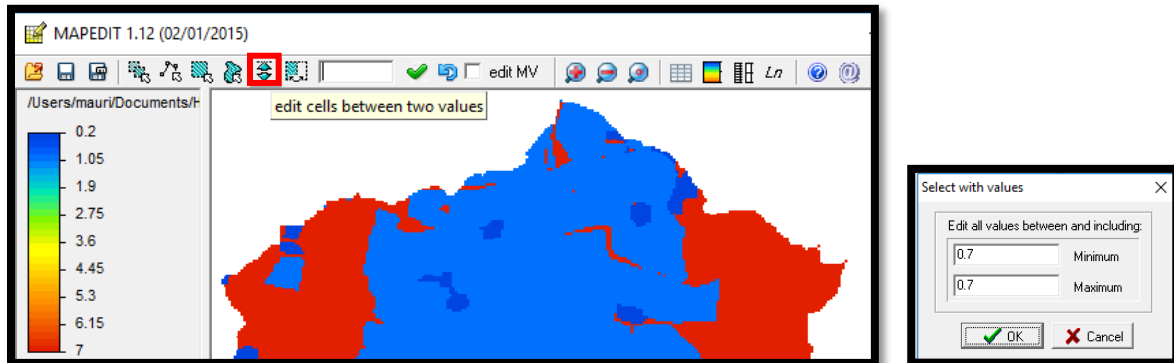 MAPEDIT 1.12 (02/01/2015)
edit MV
Ln
/Users/mauri/Documents/H
edit cells between two values
0.2
1.05
1.9
2.75
3.6
4.45
5.3
6.15
7
Select with values
Edit all values between and including:
0.7 Minimum
0.7 Maximum
OK Cancel